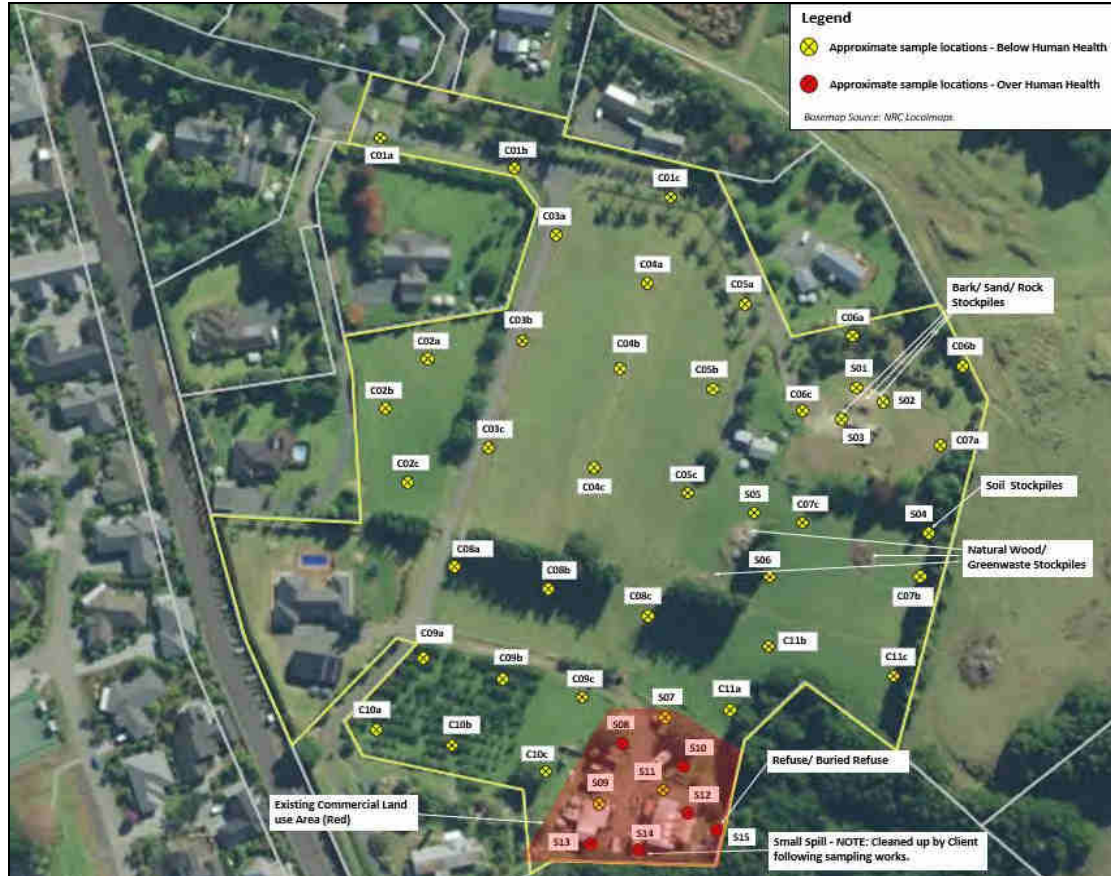 Legend
Approximate sample locations - Below Human Health
Approximate sample locations - Over Human Health
Basemap Source: NRC Localmaps.
C01a
C01b
C01c
C03a
C04a
C05a
Bark/ Sand/ Rock
Stockpiles
C06a
C03b
C02a
C04b
C06b
S01
C05b
C02b
C06c
S02
S03
C03c
C07a
C04c
C02c
C05c
Soil Stockpiles
S05
C07c
S04
C08a
C08b
S06
Natural Wood/
Greenwaste Stockpiles
C07b
C08c
C11b
C09a
C09b
C11c
C09c
C11a
S07
C10a
S08
C10b
S10
C10c
S11
Refuse/ Buried Refuse
S09
Existing Commercial Land
use Area (Red)
S12
S13
S14
S15
Small Spill - NOTE: Cleaned up by Client
following sampling works.